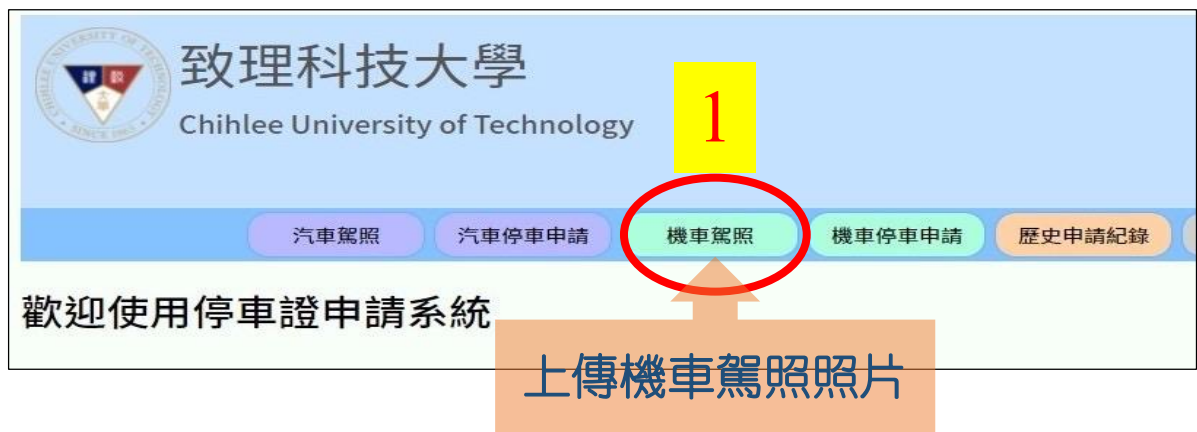 致理科技大學
Chihlee University of Technology
1
汽車駕照 汽車停車申請 機車駕照 機車停車申請 歷史申請紀錄
歡迎使用停車證申請系統
上傳機車駕照照片